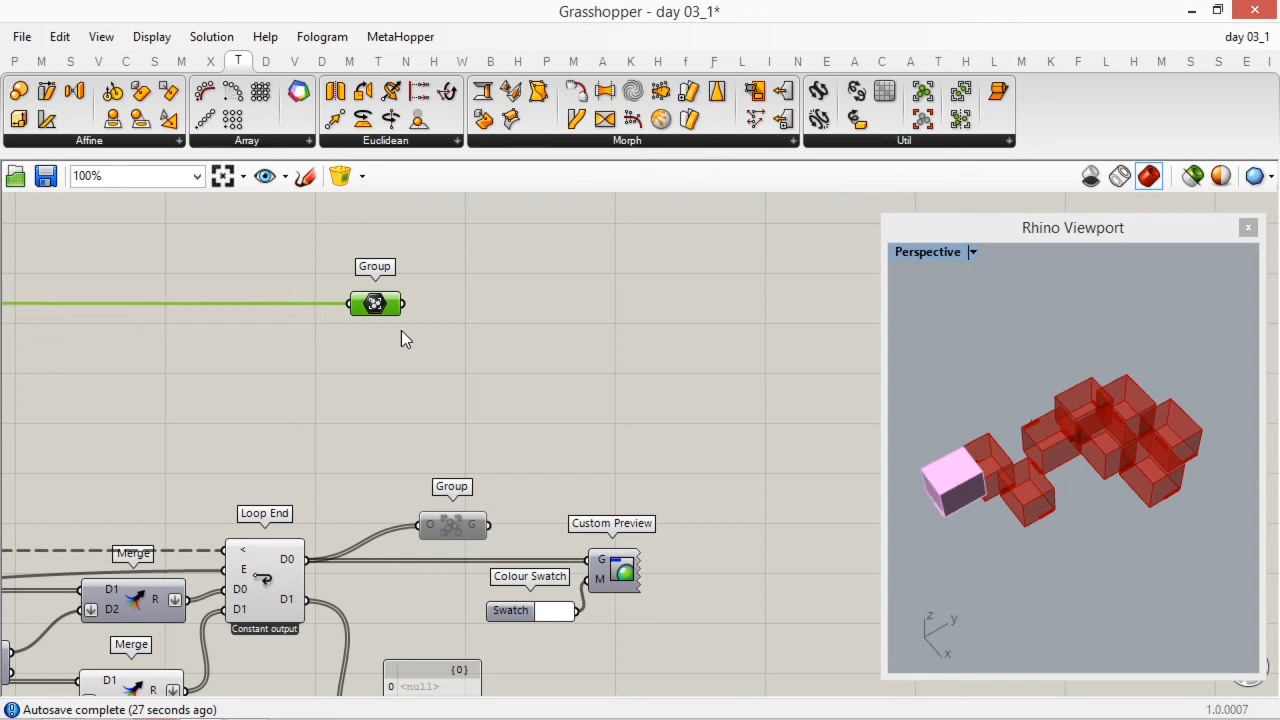 Grasshopper - day 03_1*
File Edit View Display Solution Help Fologram MetaHopper day 03_1
P M S V C S M X T D V D M T N H W B H P M A K H f F L M A U X N E A C M P T H L S H M P S E I
Affine Array Euclidean Morph Util
100%
Rhino Viewport
Perspective
Group
Group
O G
Custom Preview
G
M
Loop End
<
E
D0
D1
D0
D1
Constant output
Merge
D1
D2
R
Colour Swatch
Swatch
Merge
D1
R
{0}
0 <null>
z
y
x
Autosave complete (27 seconds ago) 1.0.0007